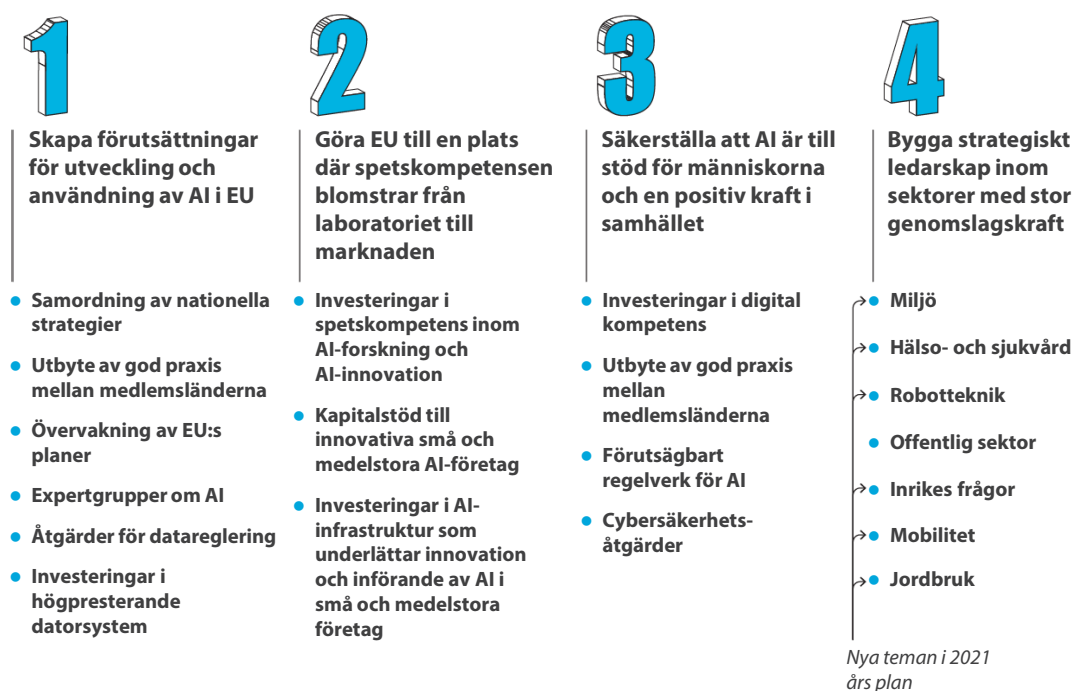 1
Skapa förutsättningar
för utveckling och
användning av AI i EU
Samordning av nationella
strategier
Utbyte av god praxis
mellan medlemsländerna
Övervakning av EU:s
planer
Expertgrupper om AI
Åtgärder för datareglering
Investeringar i
högpresterande
datorsystem
2
Göra EU till en plats
där spetskompetensen
blomstrar från
laboratoriet till
marknaden
Investeringar i
spetskompetens inom
AI-forskning och
AI-innovation
Kapitalstöd till
innovativa små och
medelstora AI-företag
Investeringar i AI-
infrastruktur som
underlättar innovation
och införande av AI i
små och medelstora
företag
3
Säkerställa att AI är till
stöd för människorna
och en positiv kraft i
samhället
Investeringar i digital
kompetens
Utbyte av god praxis
mellan
medlemsländerna
Förutsägbart
regelverk för AI
Cybersäkerhets-
åtgärder
4
Bygga strategiskt
ledarskap inom
sektorer med stor
genomslagskraft
Miljö
Hälso- och sjukvård
Robotteknik
Offentlig sektor
Inrikes frågor
Mobilitet
Jordbruk
Nya teman i 2021
års plan